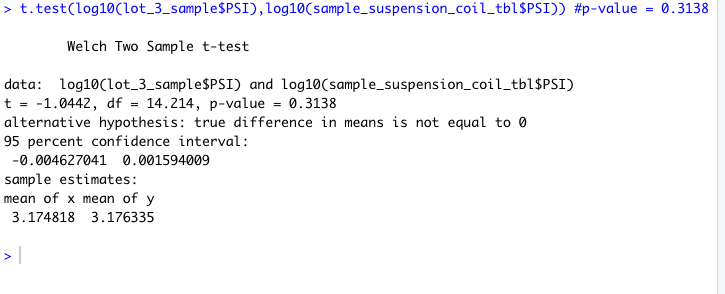 > t.test(log10(lot_3_sample$PSI),log10(sample_suspension_coil_tbl$PSI)) #p-value = 0.3138
Welch Two Sample t-test
data:  log10(lot_3_sample$PSI) and log10(sample_suspension_coil_tbl$PSI)
t = -1.0442, df = 14.214, p-value = 0.3138
alternative hypothesis: true difference in means is not equal to 0
95 percent confidence interval:
 -0.004627041  0.001594009
sample estimates:
mean of x mean of y
 3.174818  3.176335
>